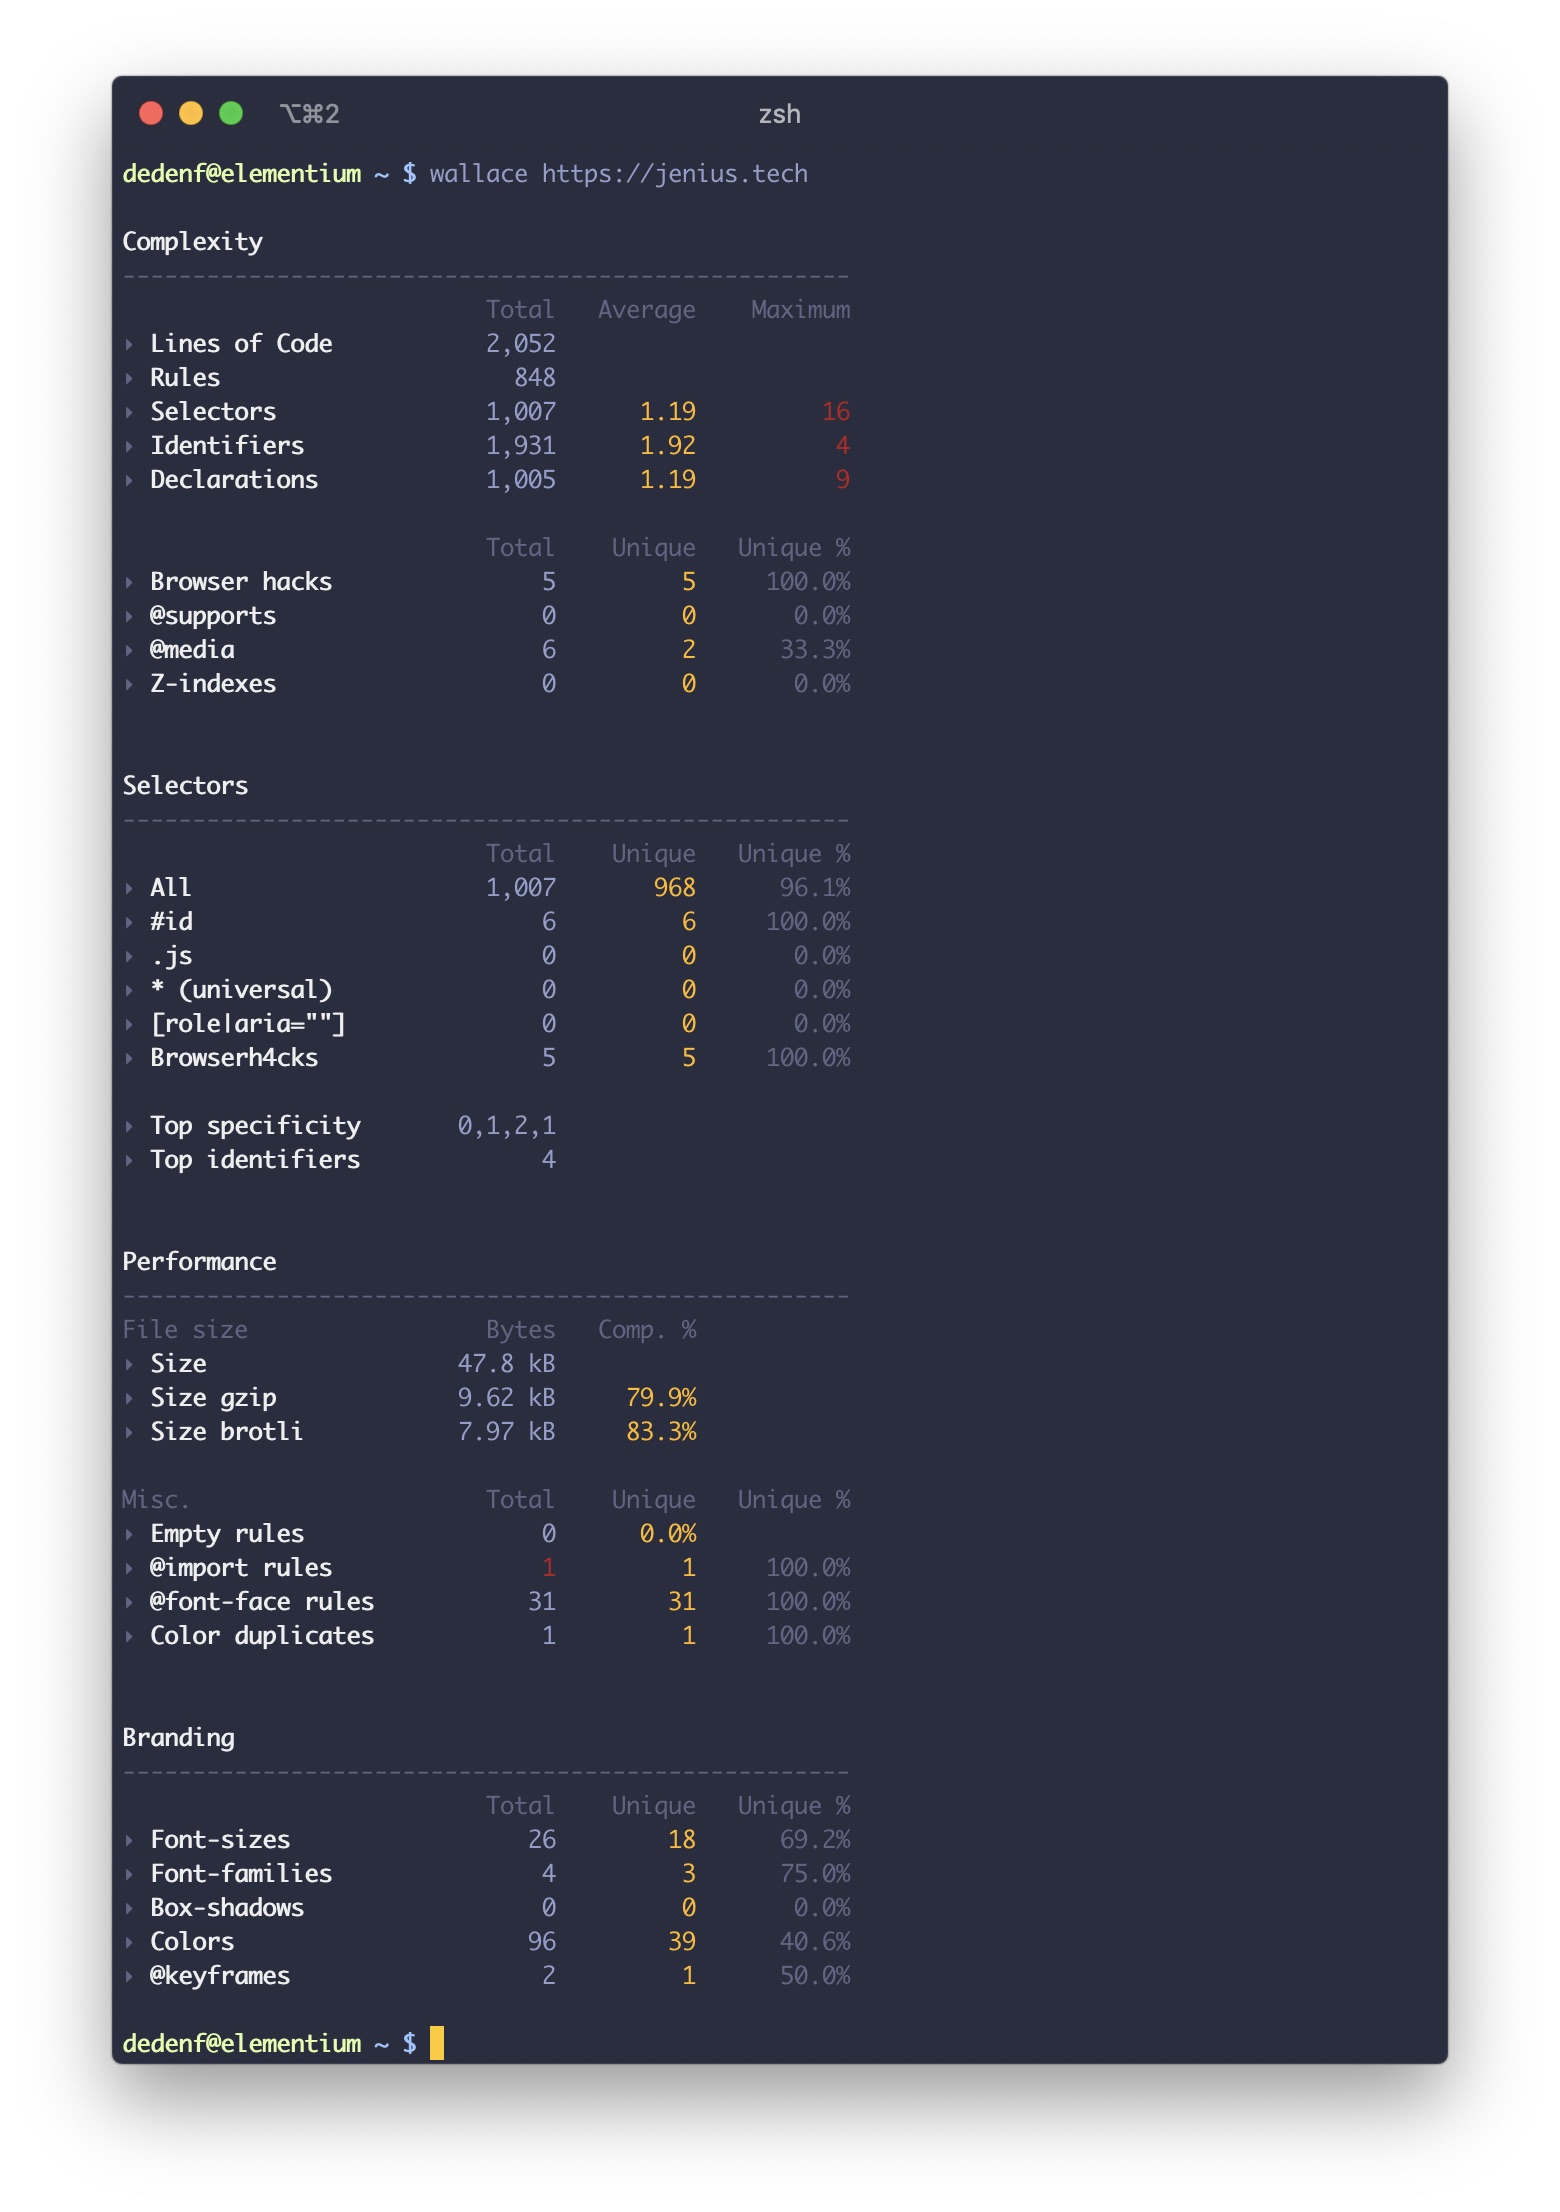 ⌥⌘2 zsh
dedenf@elementium ~ $ wallace https://jenius.tech
Complexity
----------------------------------------------------
Total Average Maximum
▸ Lines of Code 2,052
▸ Rules 848
▸ Selectors 1,007 1.19 16
▸ Identifiers 1,931 1.92 4
▸ Declarations 1,005 1.19 9
Total Unique Unique %
▸ Browser hacks 5 5 100.0%
▸ @supports 0 0 0.0%
▸ @media 6 2 33.3%
▸ Z-indexes 0 0 0.0%
Selectors
----------------------------------------------------
Total Unique Unique %
▸ All 1,007 968 96.1%
▸ #id 6 6 100.0%
▸ .js 0 0 0.0%
▸ * (universal) 0 0 0.0%
▸ [role|aria=""] 0 0 0.0%
▸ Browserh4cks 5 5 100.0%
▸ Top specificity 0,1,2,1
▸ Top identifiers 4
Performance
----------------------------------------------------
File size Bytes Comp. %
▸ Size 47.8 kB
▸ Size gzip 9.62 kB 79.9%
▸ Size brotli 7.97 kB 83.3%
Misc. Total Unique Unique %
▸ Empty rules 0 0.0%
▸ @import rules 1 1 100.0%
▸ @font-face rules 31 31 100.0%
▸ Color duplicates 1 1 100.0%
Branding
----------------------------------------------------
Total Unique Unique %
▸ Font-sizes 26 18 69.2%
▸ Font-families 4 3 75.0%
▸ Box-shadows 0 0 0.0%
▸ Colors 96 39 40.6%
▸ @keyframes 2 1 50.0%
dedenf@elementium ~ $